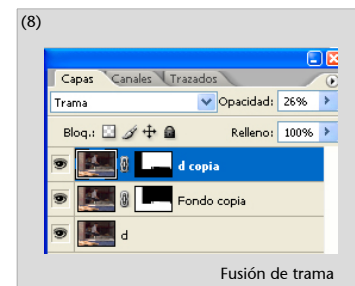 (8)
Capas Canales Trazados
Trama Opacidad: 26%
Bloq.: Relleno: 100%
d copia
Fondo copia
d
Fusión de trama